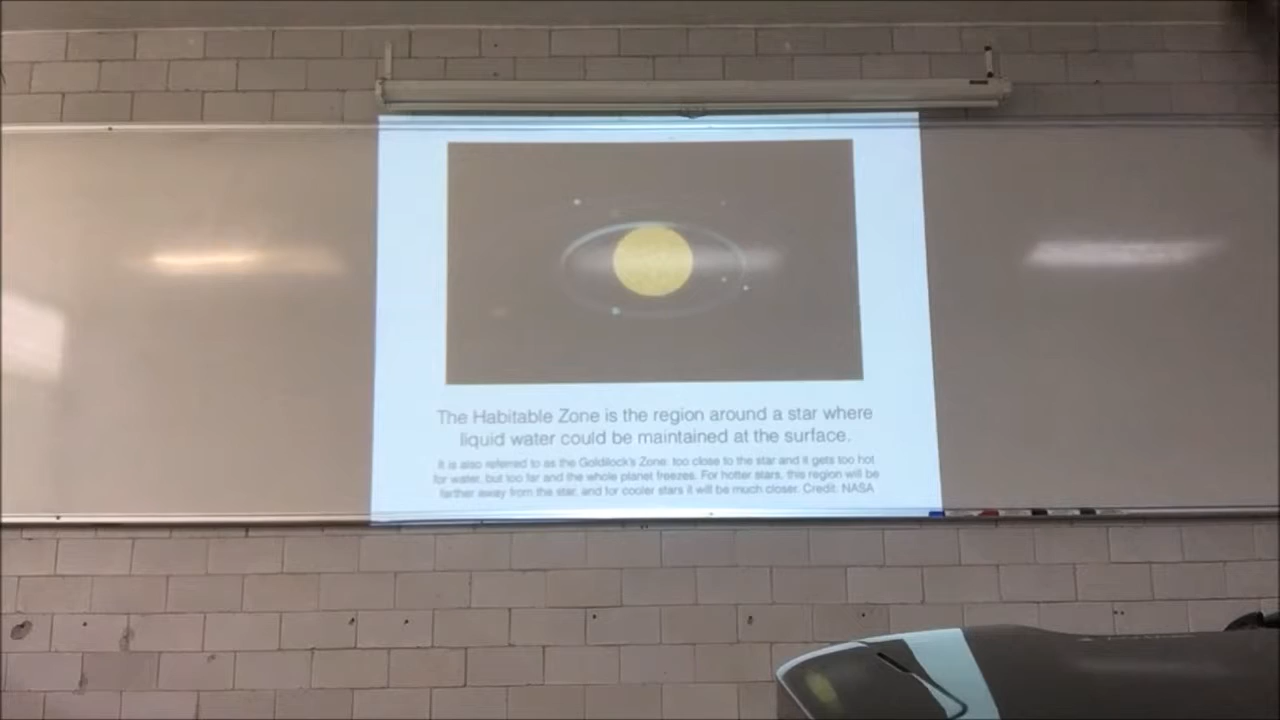 The Habitable Zone is the region around a star where
liquid water could be maintained at the surface.
It is also referred to as the Goldilock's Zone: too close to the star and it gets too hot
for water, but too far and the whole planet freezes. For hotter stars, this region will be
farther away from the star, and for cooler stars it will be much closer. Credit: NASA